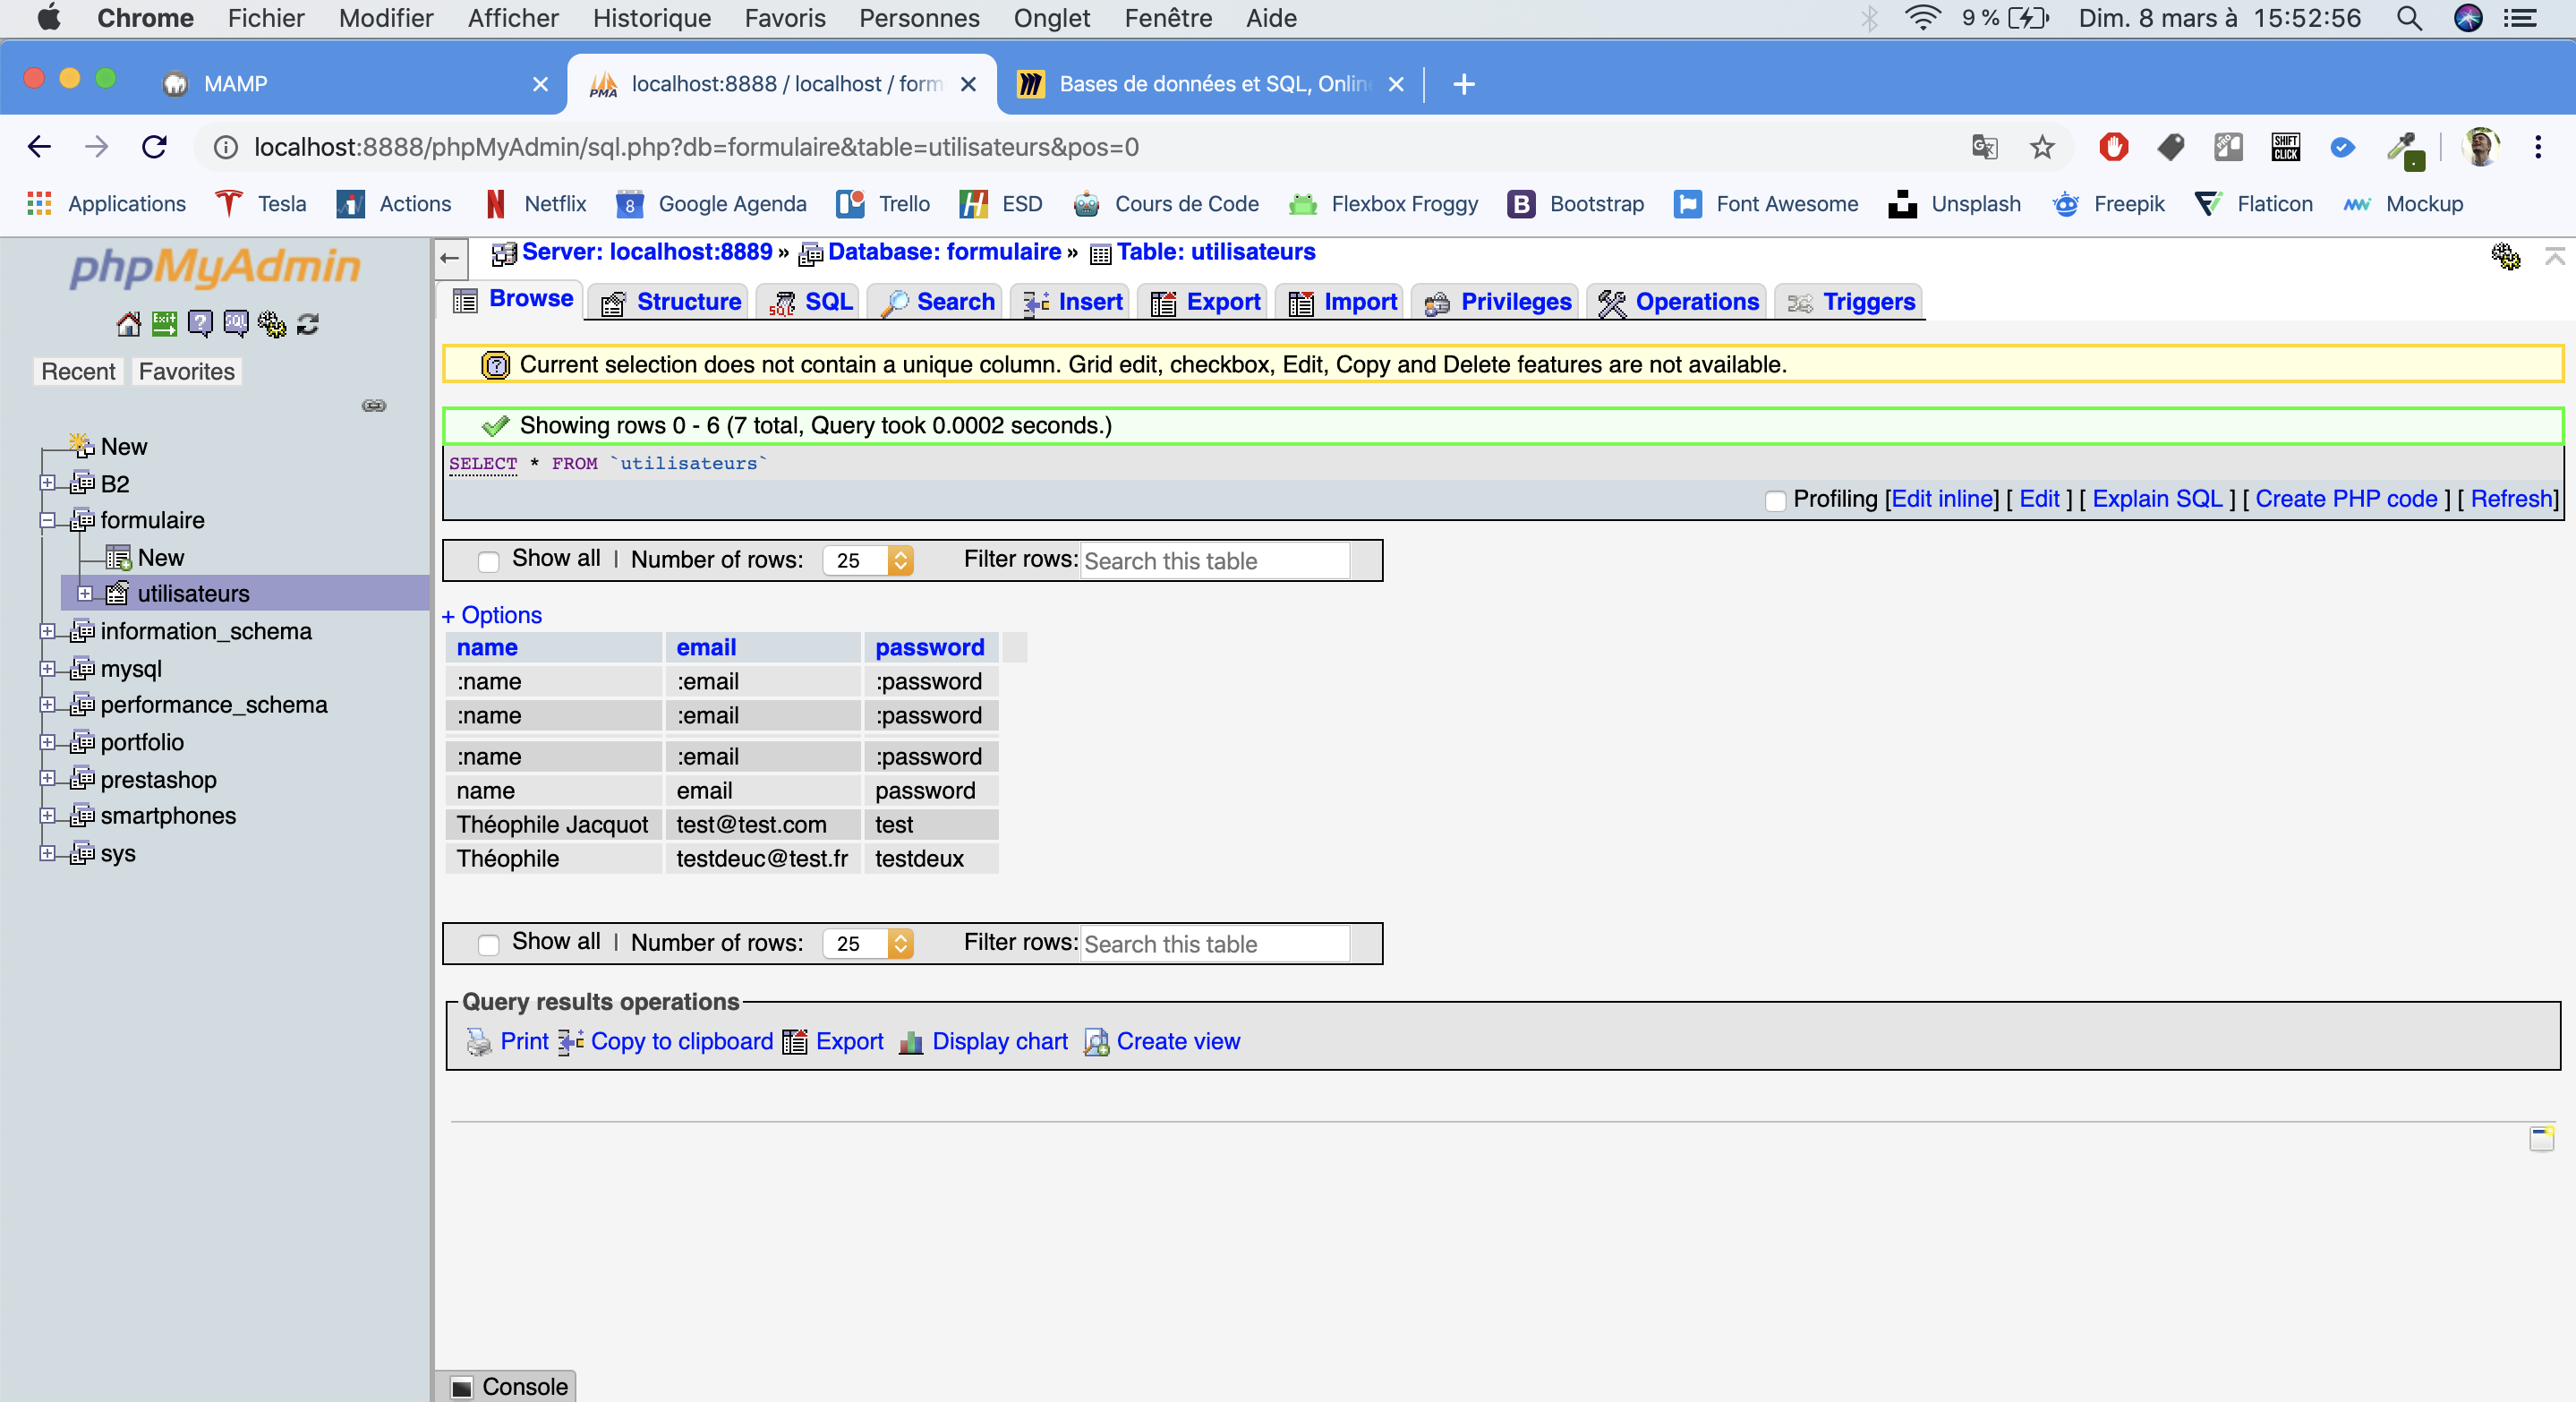 Chrome Fichier Modifier Afficher Historique Favoris Personnes Onglet Fenêtre Aide 9 % Dim. 8 mars à 15:52:56
MAMP
PMA localhost:8888 / localhost / form
Bases de données et SQL, Onlin
localhost:8888/phpMyAdmin/sql.php?db=formulaire&table=utilisateurs&pos=0
SHIFT CLICK
Applications Tesla Actions Netflix 8 Google Agenda Trello ESD Cours de Code Flexbox Froggy B Bootstrap Font Awesome Unsplash Freepik Flaticon Mockup
phpMyAdmin
Recent Favorites
New
B2
formulaire
New
utilisateurs
information_schema
mysql
performance_schema
portfolio
prestashop
smartphones
sys
Server: localhost:8889 » Database: formulaire » Table: utilisateurs
Browse Structure SQL Search Insert Export Import Privileges Operations Triggers
Current selection does not contain a unique column. Grid edit, checkbox, Edit, Copy and Delete features are not available.
Showing rows 0 - 6 (7 total, Query took 0.0002 seconds.)
SELECT * FROM `utilisateurs`
Profiling [Edit inline] [ Edit ] [ Explain SQL ] [ Create PHP code ] [ Refresh]
Show all | Number of rows: 25 Filter rows: Search this table
+ Options
name email password
:name :email :password
:name :email :password
:name :email :password
name email password
Théophile Jacquot test@test.com test
Théophile testdeuc@test.fr testdeux
Show all | Number of rows: 25 Filter rows: Search this table
Query results operations
Print Copy to clipboard Export Display chart Create view
Console